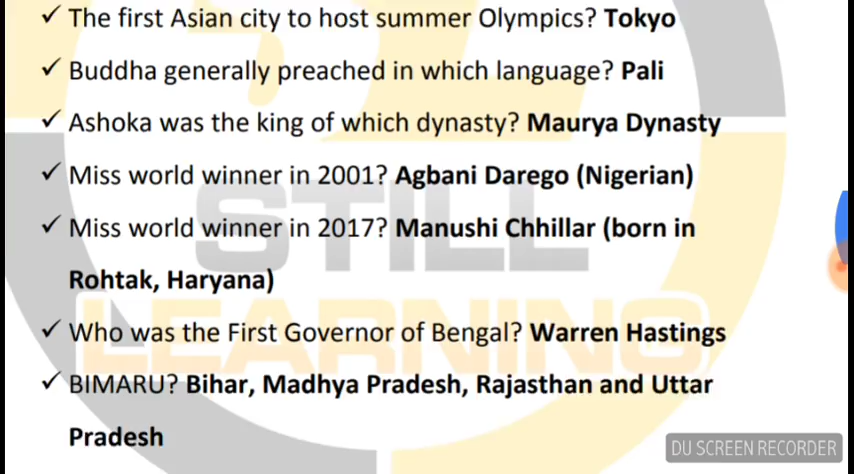 ✓ The first Asian city to host summer Olympics? Tokyo
✓ Buddha generally preached in which language? Pali
✓ Ashoka was the king of which dynasty? Maurya Dynasty
✓ Miss world winner in 2001? Agbani Darego (Nigerian)
✓ Miss world winner in 2017? Manushi Chhillar (born in
Rohtak, Haryana)
✓ Who was the First Governor of Bengal? Warren Hastings
✓ BIMARU? Bihar, Madhya Pradesh, Rajasthan and Uttar
Pradesh
STILL
LEARNING
DU SCREEN RECORDER